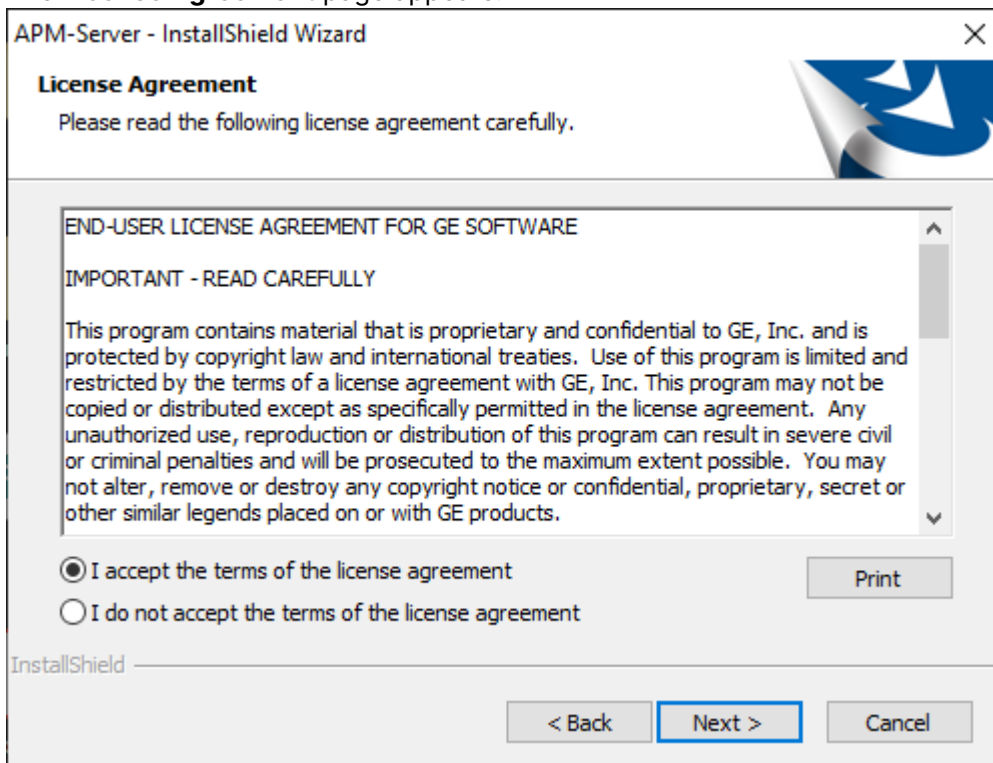 APM-Server - InstallShield Wizard
License Agreement
Please read the following license agreement carefully.
END-USER LICENSE AGREEMENT FOR GE SOFTWARE
IMPORTANT - READ CAREFULLY
This program contains material that is proprietary and confidential to GE, Inc. and is
protected by copyright law and international treaties.  Use of this program is limited and
restricted by the terms of a license agreement with GE, Inc. This program may not be
copied or distributed except as specifically permitted in the license agreement.  Any
unauthorized use, reproduction or distribution of this program can result in severe civil
or criminal penalties and will be prosecuted to the maximum extent possible.  You may
not alter, remove or destroy any copyright notice or confidential, proprietary, secret or
other similar legends placed on or with GE products.
I accept the terms of the license agreement
Print
I do not accept the terms of the license agreement
InstallShield
< Back
Next >
Cancel